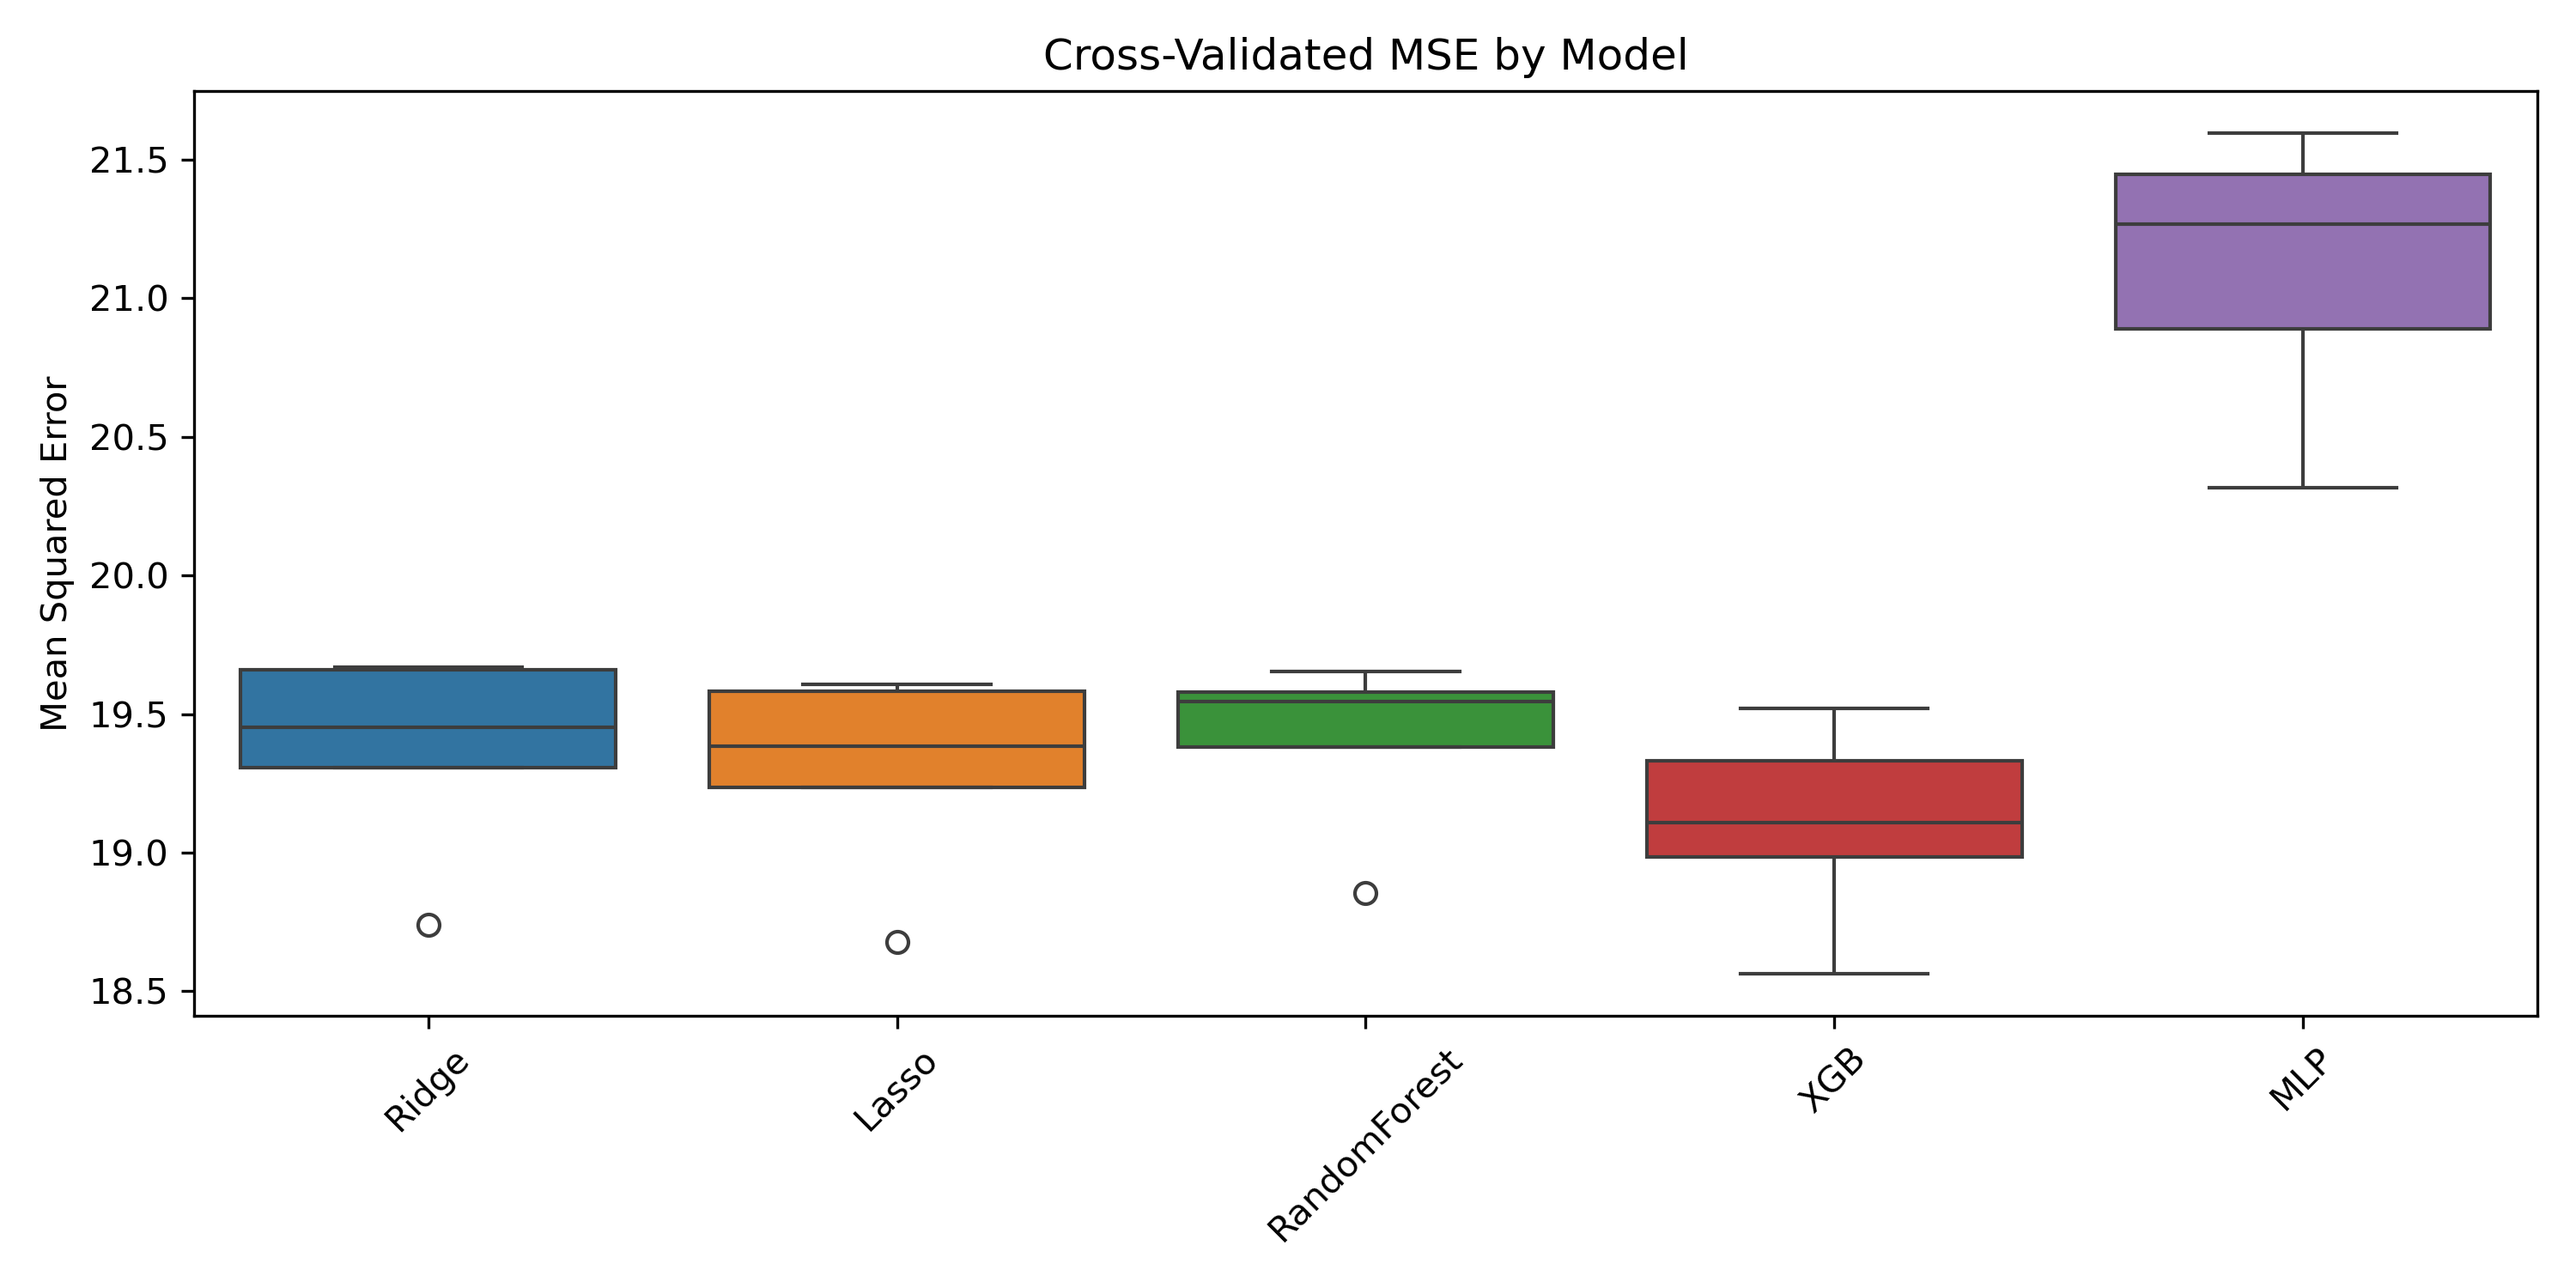 Cross-Validated MSE by Model
Mean Squared Error
21.5
21.0
20.5
20.0
19.5
19.0
18.5
Ridge
Lasso
RandomForest
XGB
MLP